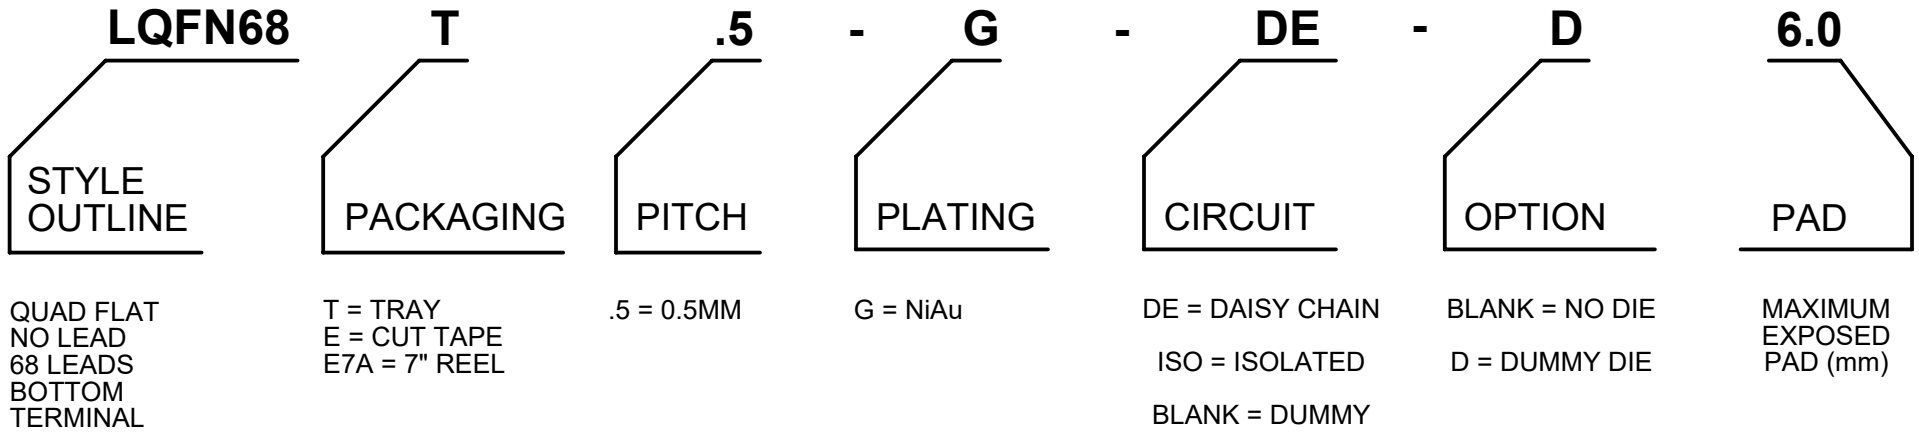 LQFN68 T .5 - G - DE - D 6.0
STYLE
OUTLINE
PACKAGING
PITCH
PLATING
CIRCUIT
OPTION
PAD
QUAD FLAT
NO LEAD
68 LEADS
BOTTOM
TERMINAL
T = TRAY
E = CUT TAPE
E7A = 7" REEL
.5 = 0.5MM
G = NiAu
DE = DAISY CHAIN
ISO = ISOLATED
BLANK = DUMMY
BLANK = NO DIE
D = DUMMY DIE
MAXIMUM
EXPOSED
PAD (mm)